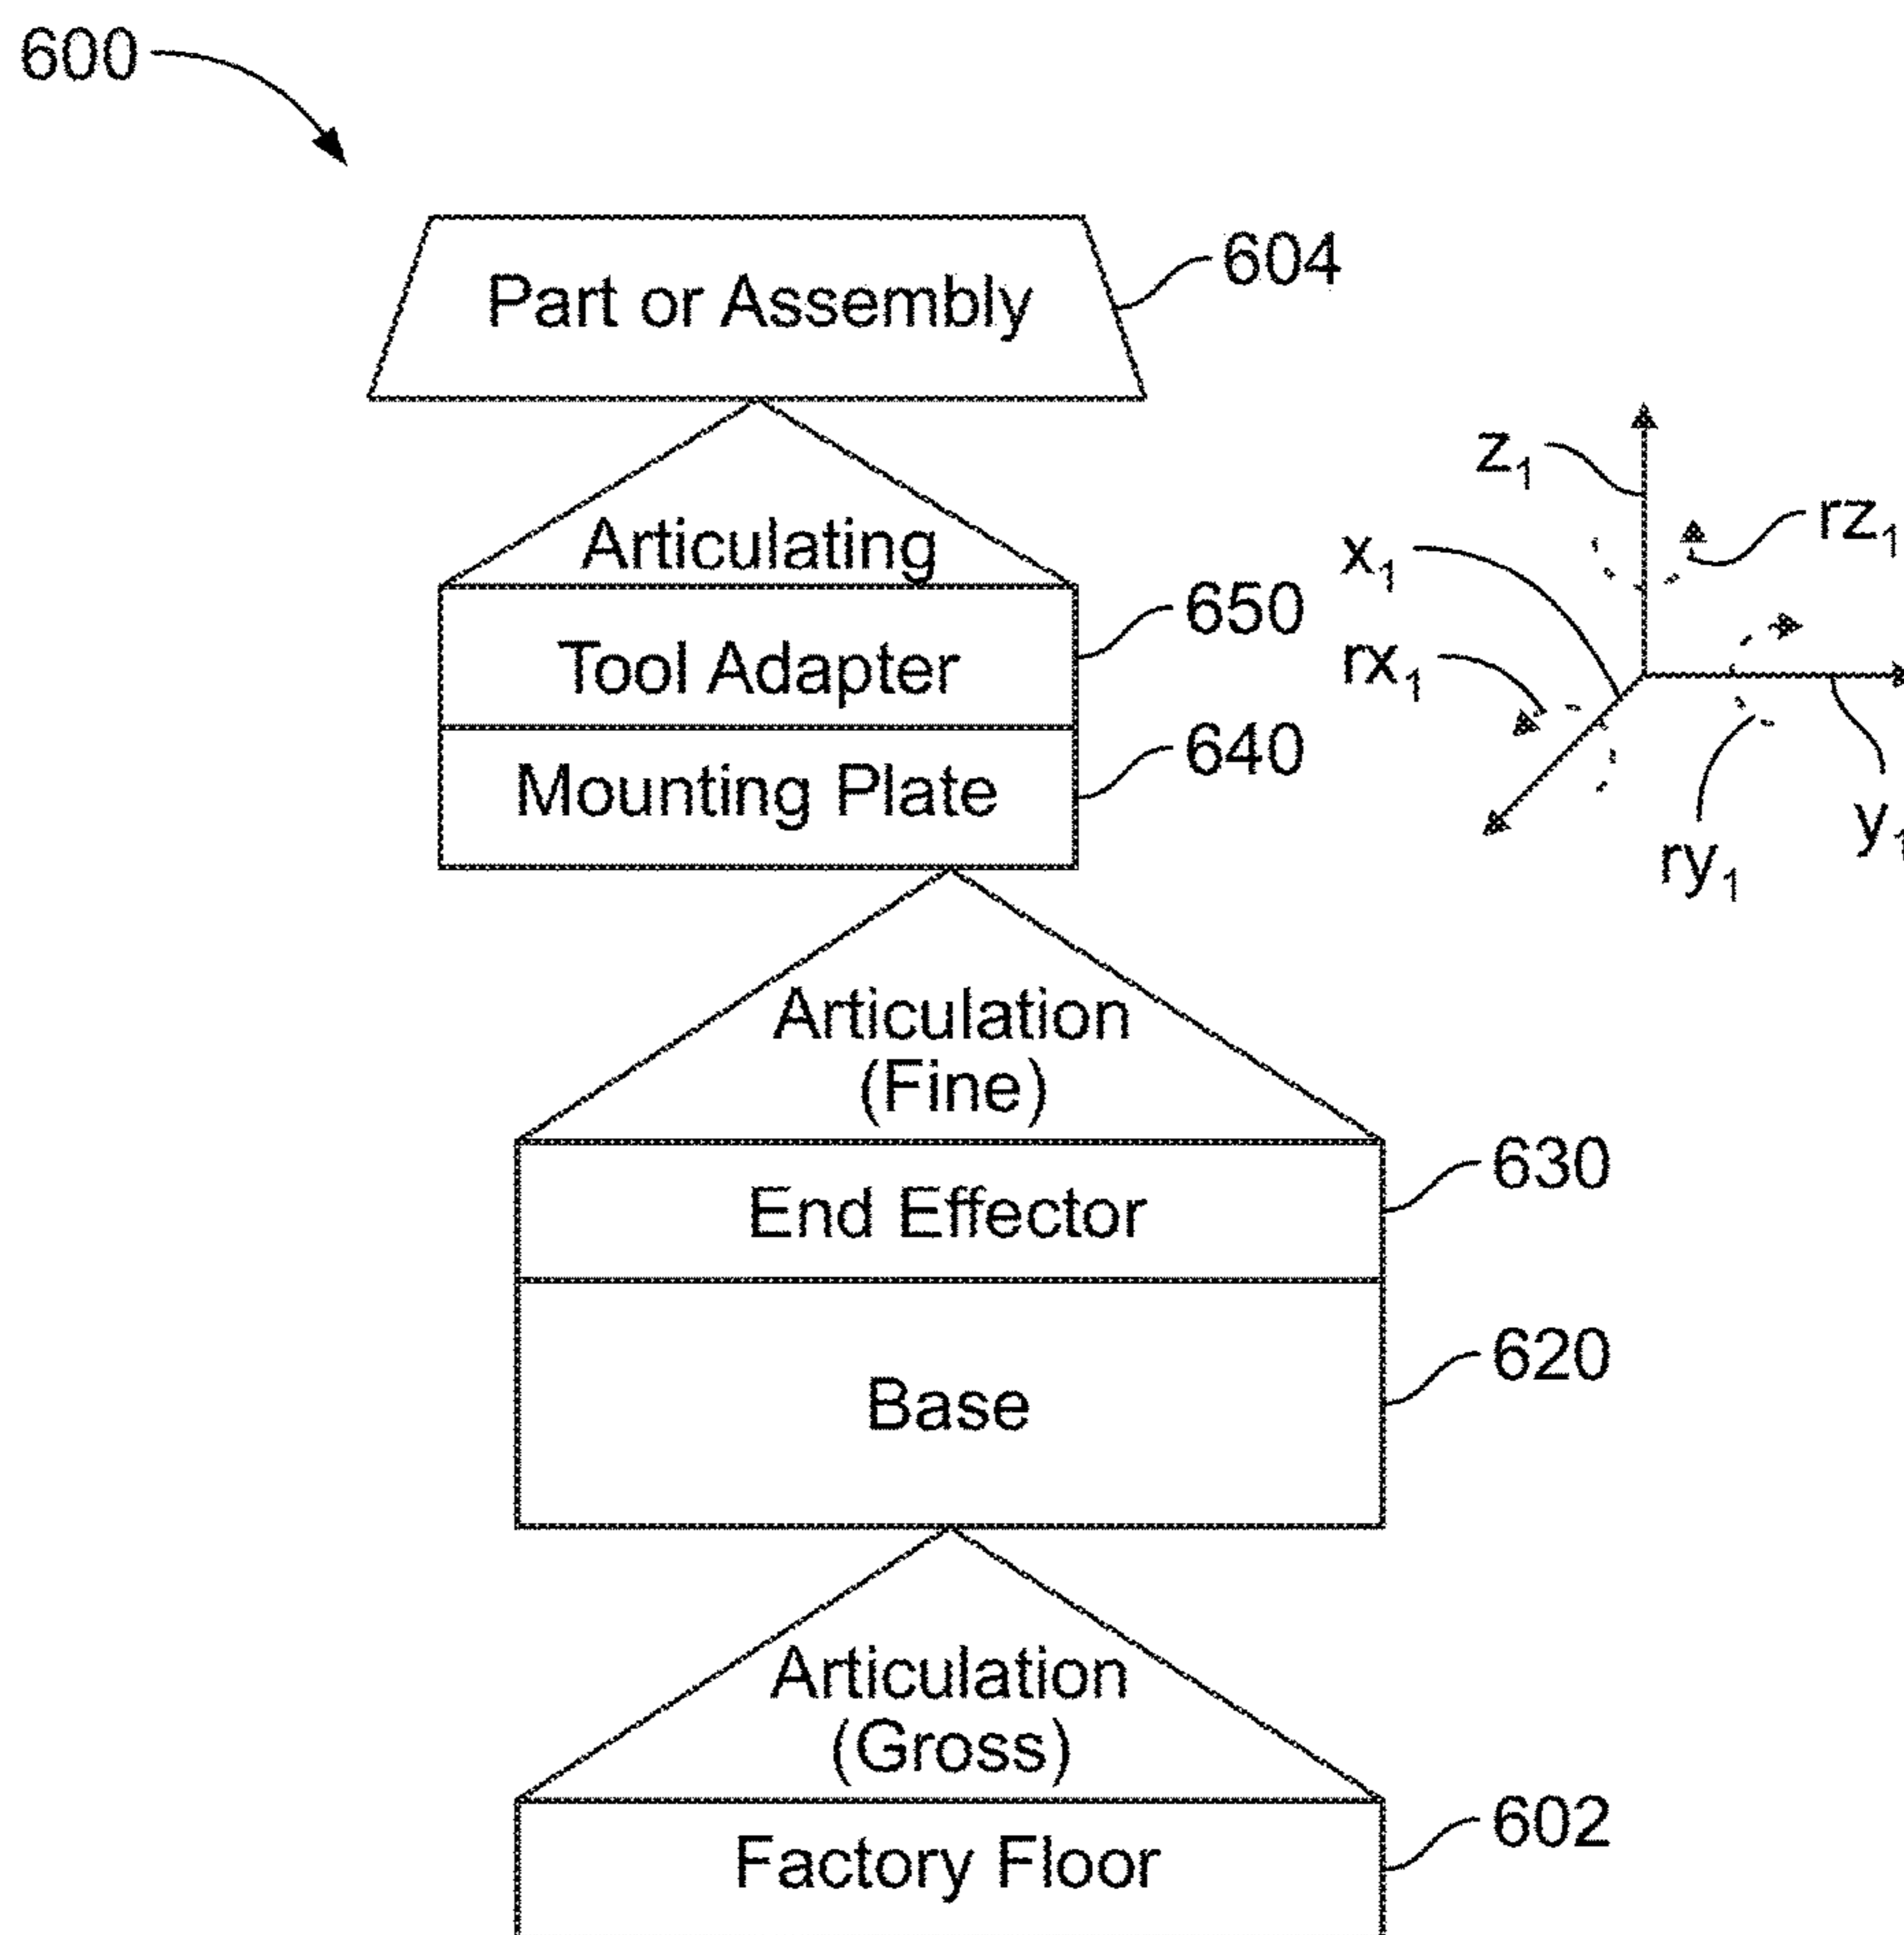 600
Part or Assembly
604
Articulating
Tool Adapter
650
Mounting Plate
640
z₁
rz₁
x₁
rx₁
ry₁
y₁
Articulation
(Fine)
End Effector
630
Base
620
Articulation
(Gross)
Factory Floor
602